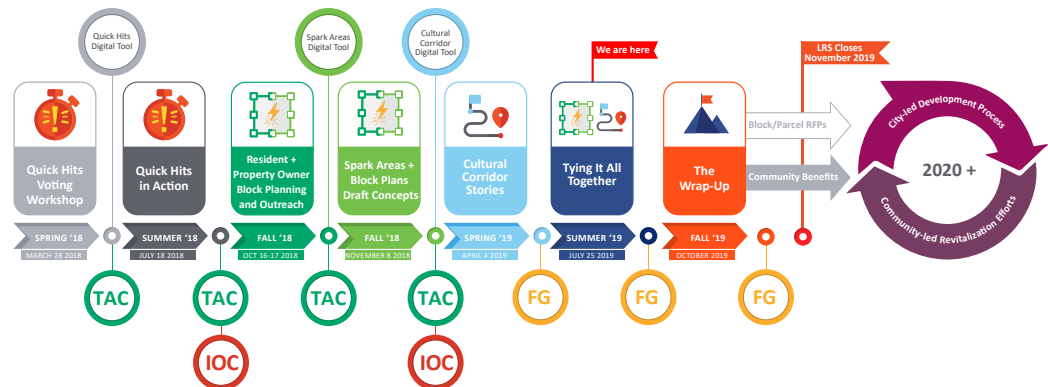 Quick Hits
Digital Tool
Spark Areas
Digital Tool
Cultural
Corridor
Digital Tool
We are here
LRS Closes
November 2019
Quick Hits
Voting
Workshop
Quick Hits
in Action
Resident +
Property Owner
Block Planning
and Outreach
Spark Areas +
Block Plans
Draft Concepts
Cultural
Corridor
Stories
Tying It All
Together
The
Wrap-Up
Block/Parcel RFPs
Community Benefits
City-led Development Process
2020 +
Community-led Revitalization Efforts
SPRING ‘18
SUMMER ‘18
FALL ‘18
FALL ‘18
SPRING ‘19
SUMMER ‘19
FALL ‘19
MARCH 28 2018
JULY 18 2018
OCT 16-17 2018
NOVEMBER 8 2018
APRIL 4 2019
JULY 25 2019
OCTOBER 2019
TAC
TAC
TAC
TAC
FG
FG
FG
IOC
IOC